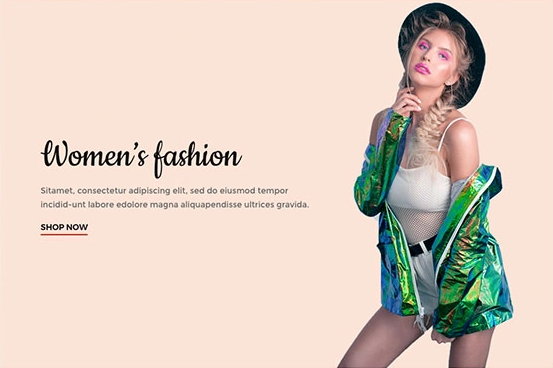 Women's fashion
Sitamet, consectetur adipiscing elit, sed do eiusmod tempor
incidid-unt labore edolore magna aliquapendisse ultrices gravida.
SHOP NOW